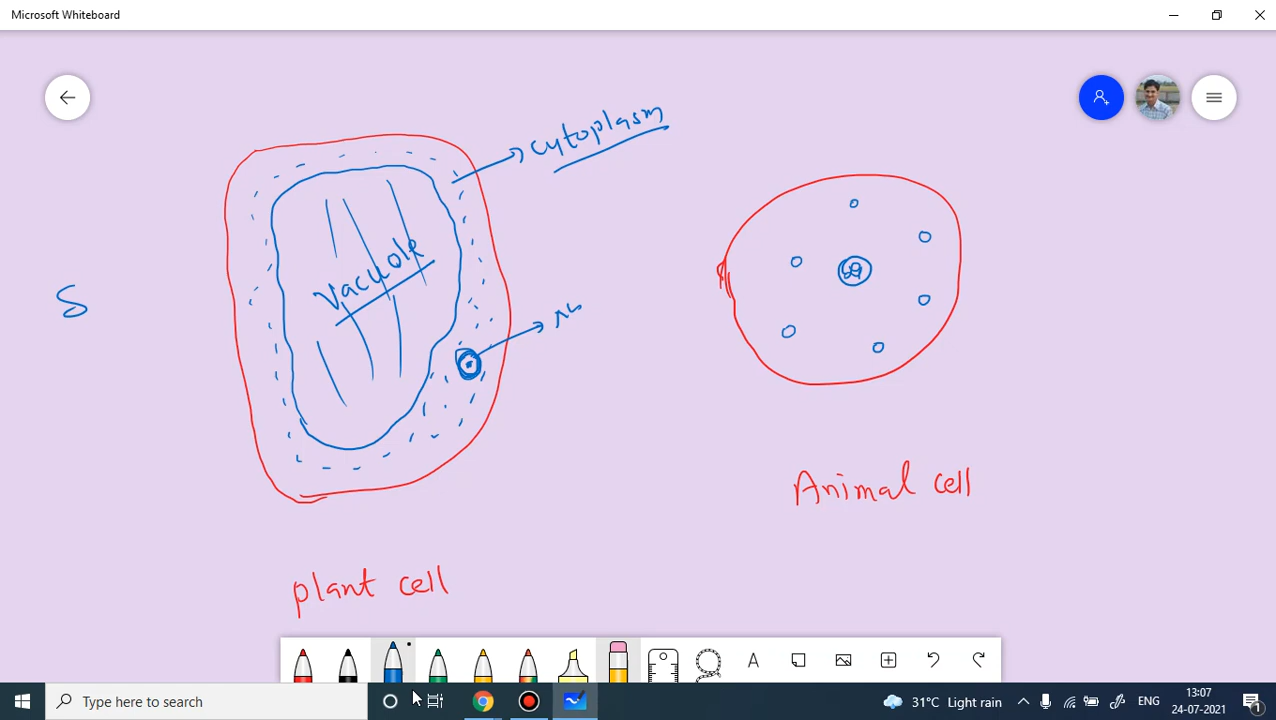 Microsoft Whiteboard
cytoplasm
vacuole
S
Animal cell
plant cell
A
Type here to search
31°C Light rain
ENG
13:07
24-07-2021
1